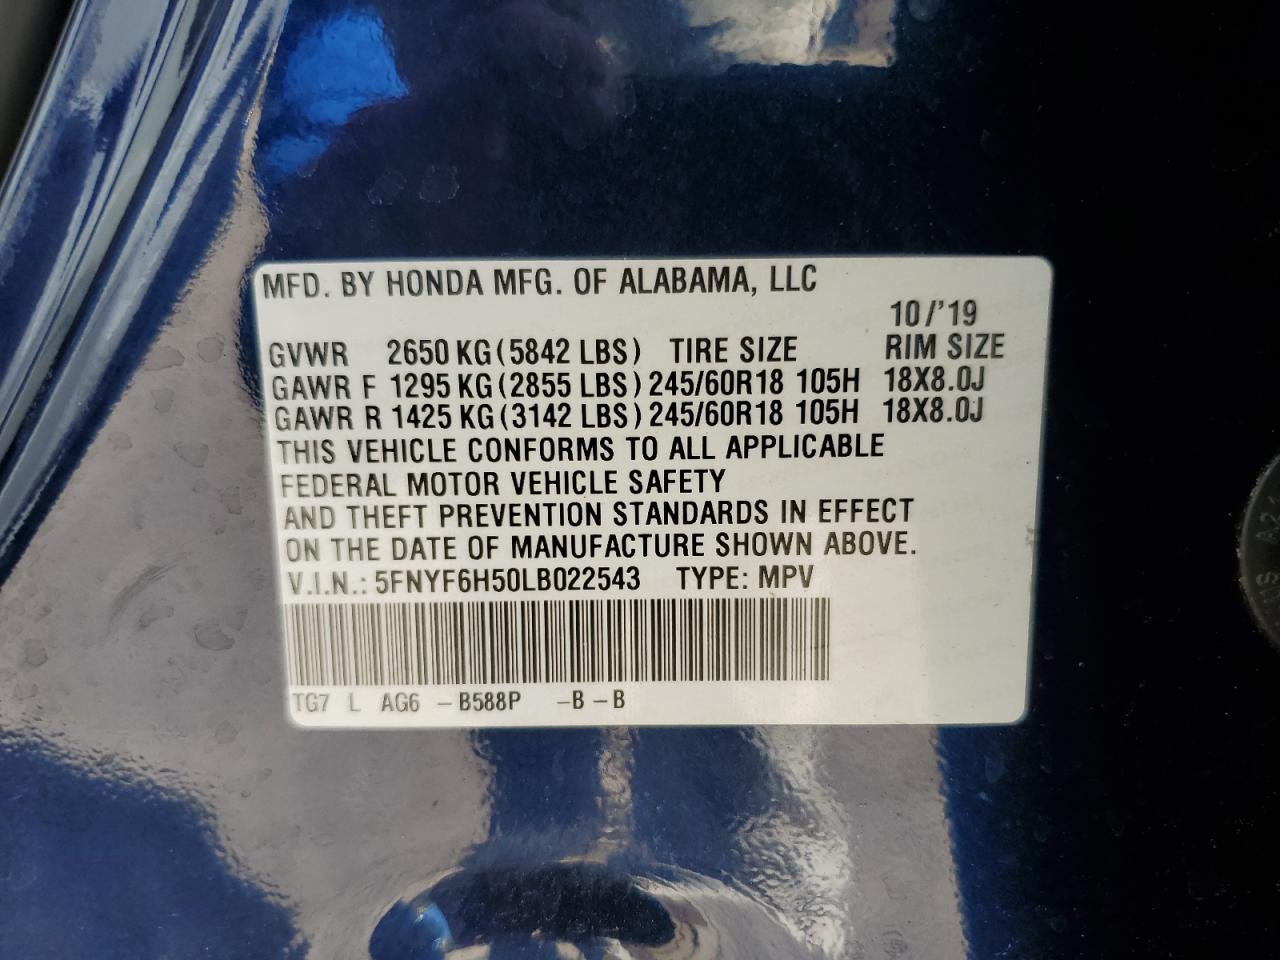 MFD. BY HONDA MFG. OF ALABAMA, LLC
10/'19
GVWR 2650 KG (5842 LBS) TIRE SIZE RIM SIZE
GAWR F 1295 KG (2855 LBS) 245/60R18 105H 18X8.0J
GAWR R 1425 KG (3142 LBS) 245/60R18 105H 18X8.0J
THIS VEHICLE CONFORMS TO ALL APPLICABLE
FEDERAL MOTOR VEHICLE SAFETY
AND THEFT PREVENTION STANDARDS IN EFFECT
ON THE DATE OF MANUFACTURE SHOWN ABOVE.
V.I.N.: 5FNYF6H50LB022543 TYPE: MPV
TG7 L AG6 -B588P -B-B